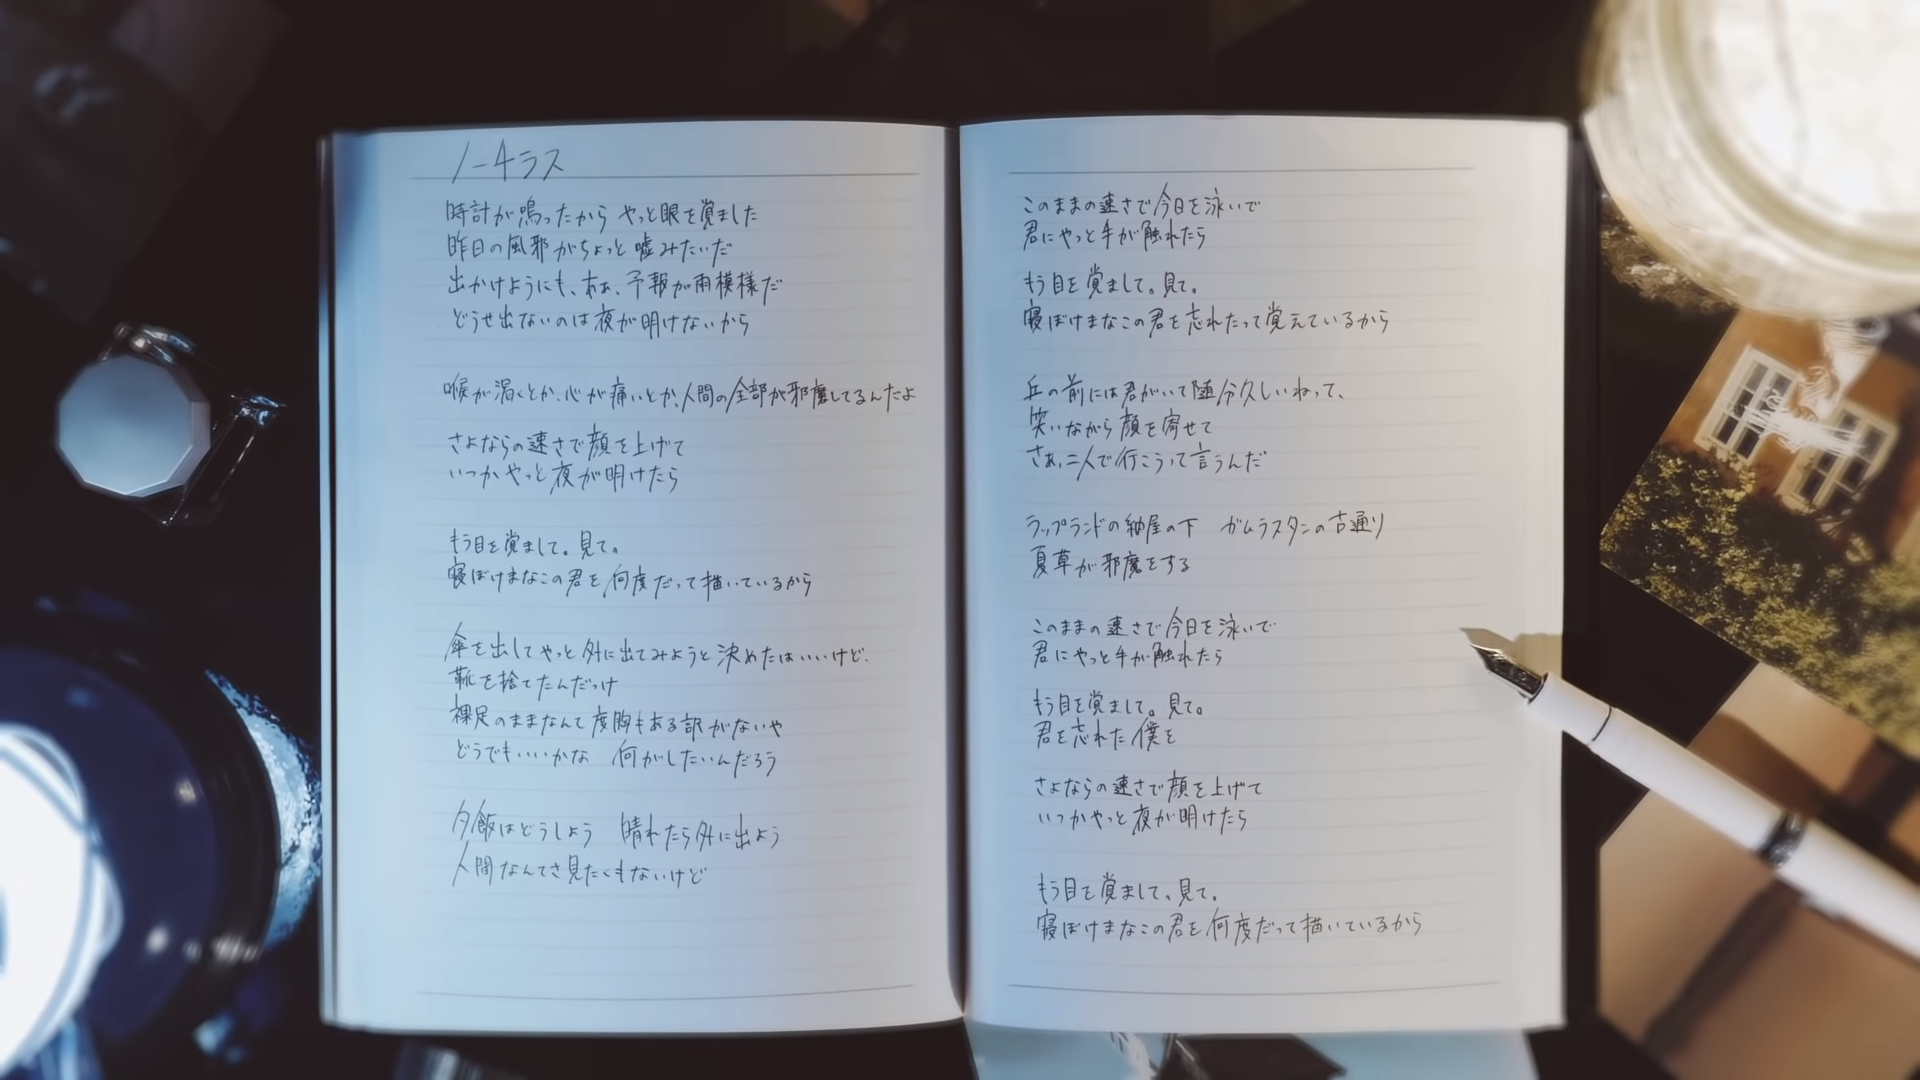 ノーチラス
時計が鳴ったから やっと眼を覚ました
昨日の風邪がちょっと嘘みたいだ
出かけようにも、あぁ、予報が雨模様だ
どうせ出ないのは夜が明けないから
喉が渇くとか、心が痛いとか、人間の全部が邪魔してるんだよ
さよならの速さで顔を上げて
いつかやっと夜が明けたら
もう目を覚まして。見て。
寝ぼけまなこの君を何度だって描いているから
傘を出してやっと外に出てみようと決めたはいいけど、
靴を捨てたんだっけ
裸足のままなんて度胸もある訳がないや
どうでもいいかな 何がしたいんだろう
夕飯はどうしよう 晴れたら外に出よう
人間なんてさ見たくもないけど
このままの速さで今日を泳いで
君にやっと手が触れたら
もう目を覚まして。見て。
寝ぼけまなこの君を忘れたって覚えているから
丘の前には君がいて随分久しいねって、
笑いながら顔を寄せて
さぁ、二人で行こうって言うんだ
ラップランドの納屋の下 ガムラスタンの古通り
夏草が邪魔をする
このままの速さで今日を泳いで
君にやっと手が触れたら
もう目を覚まして。見て。
君を忘れた僕を
さよならの速さで顔を上げて
いつかやっと夜が明けたら
もう目を覚まして、見て。
寝ぼけまなこの君を何度だって描いているから